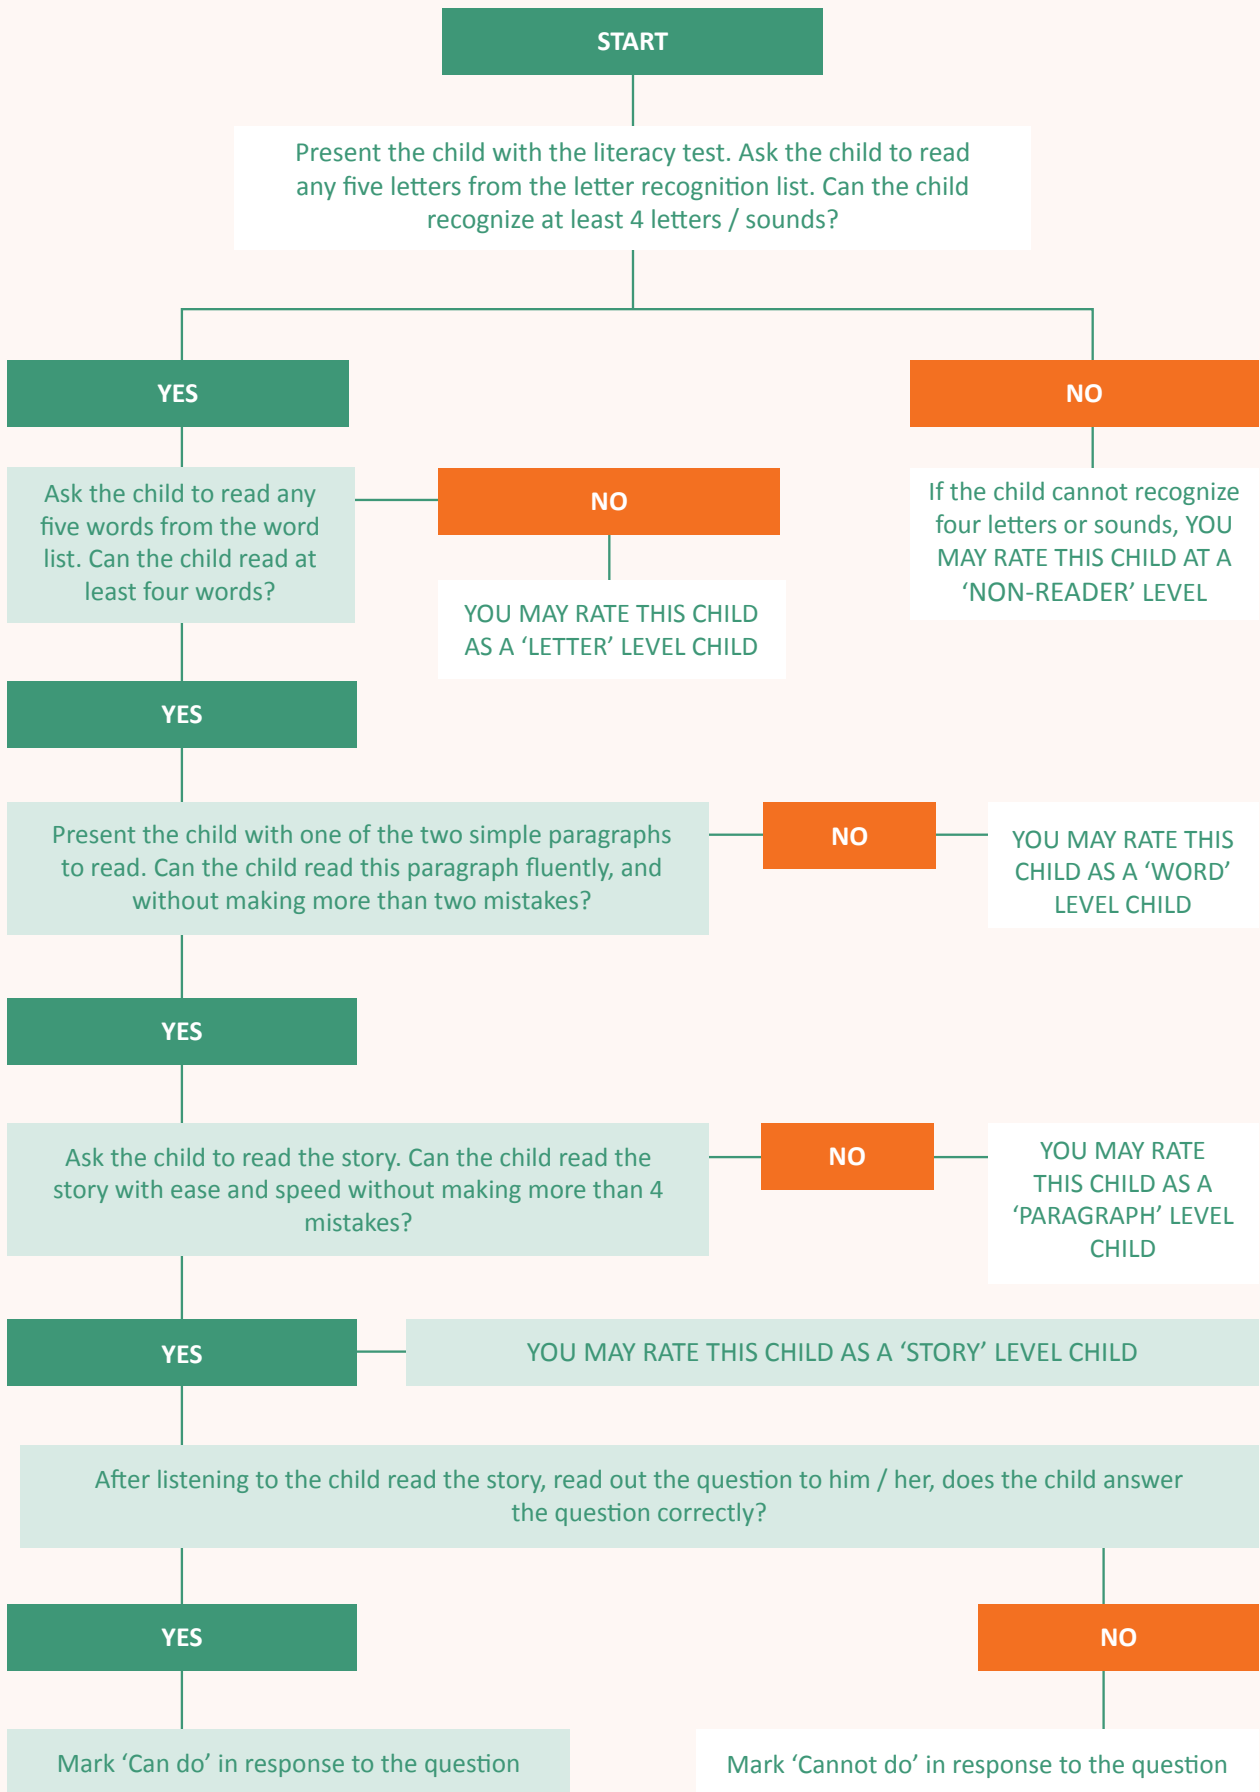 START
Present the child with the literacy test. Ask the child to read
any five letters from the letter recognition list. Can the child
recognize at least 4 letters / sounds?
YES
NO
Ask the child to read any
five words from the word
list. Can the child read at
least four words?
NO
YOU MAY RATE THIS CHILD
AS A ‘LETTER’ LEVEL CHILD
If the child cannot recognize
four letters or sounds, YOU
MAY RATE THIS CHILD AT A
‘NON-READER’ LEVEL
YES
Present the child with one of the two simple paragraphs
to read. Can the child read this paragraph fluently, and
without making more than two mistakes?
NO
YOU MAY RATE THIS
CHILD AS A ‘WORD’
LEVEL CHILD
YES
Ask the child to read the story. Can the child read the
story with ease and speed without making more than 4
mistakes?
NO
YOU MAY RATE
THIS CHILD AS A
‘PARAGRAPH’ LEVEL
CHILD
YES
YOU MAY RATE THIS CHILD AS A ‘STORY’ LEVEL CHILD
After listening to the child read the story, read out the question to him / her, does the child answer
the question correctly?
YES
NO
Mark ‘Can do’ in response to the question
Mark ‘Cannot do’ in response to the question